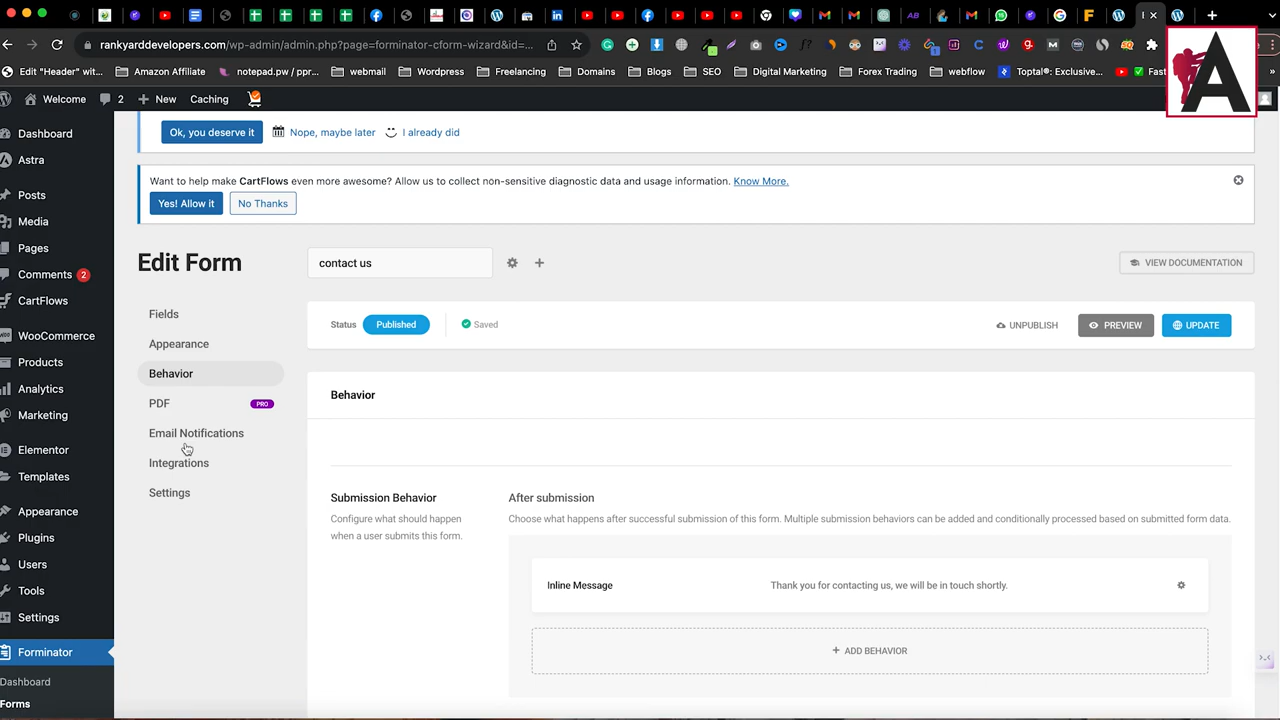 rankyarddevelopers.com/wp-admin/admin.php?page=forminator-cform-wizard&id=...
Edit "Header" wit...
Amazon Affiliate
notepad.pw / ppr...
webmail
Wordpress
Freelancing
Domains
Blogs
SEO
Digital Marketing
Forex Trading
webflow
Toptal®: Exclusive...
Welcome
2
New
Caching
A
Dashboard
Astra
Posts
Media
Pages
Comments 2
CartFlows
WooCommerce
Products
Analytics
Marketing
Elementor
Templates
Appearance
Plugins
Users
Tools
Settings
Forminator
Dashboard
Forms
Ok, you deserve it
Nope, maybe later
I already did
Want to help make CartFlows even more awesome? Allow us to collect non-sensitive diagnostic data and usage information. Know More.
Yes! Allow it
No Thanks
Edit Form
contact us
VIEW DOCUMENTATION
Fields
Appearance
Behavior
PDF
PRO
Email Notifications
Integrations
Settings
Status
Published
Saved
UNPUBLISH
PREVIEW
UPDATE
Behavior
Submission Behavior
Configure what should happen
when a user submits this form.
After submission
Choose what happens after successful submission of this form. Multiple submission behaviors can be added and conditionally processed based on submitted form data.
Inline Message
Thank you for contacting us, we will be in touch shortly.
ADD BEHAVIOR